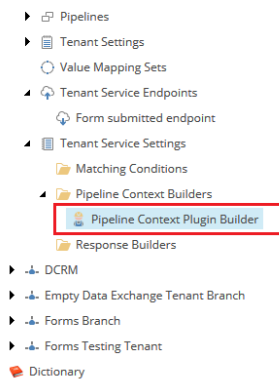 Pipelines
Tenant Settings
Value Mapping Sets
Tenant Service Endpoints
Form submitted endpoint
Tenant Service Settings
Matching Conditions
Pipeline Context Builders
Pipeline Context Plugin Builder
Response Builders
DCRM
Empty Data Exchange Tenant Branch
Forms Branch
Forms Testing Tenant
Dictionary